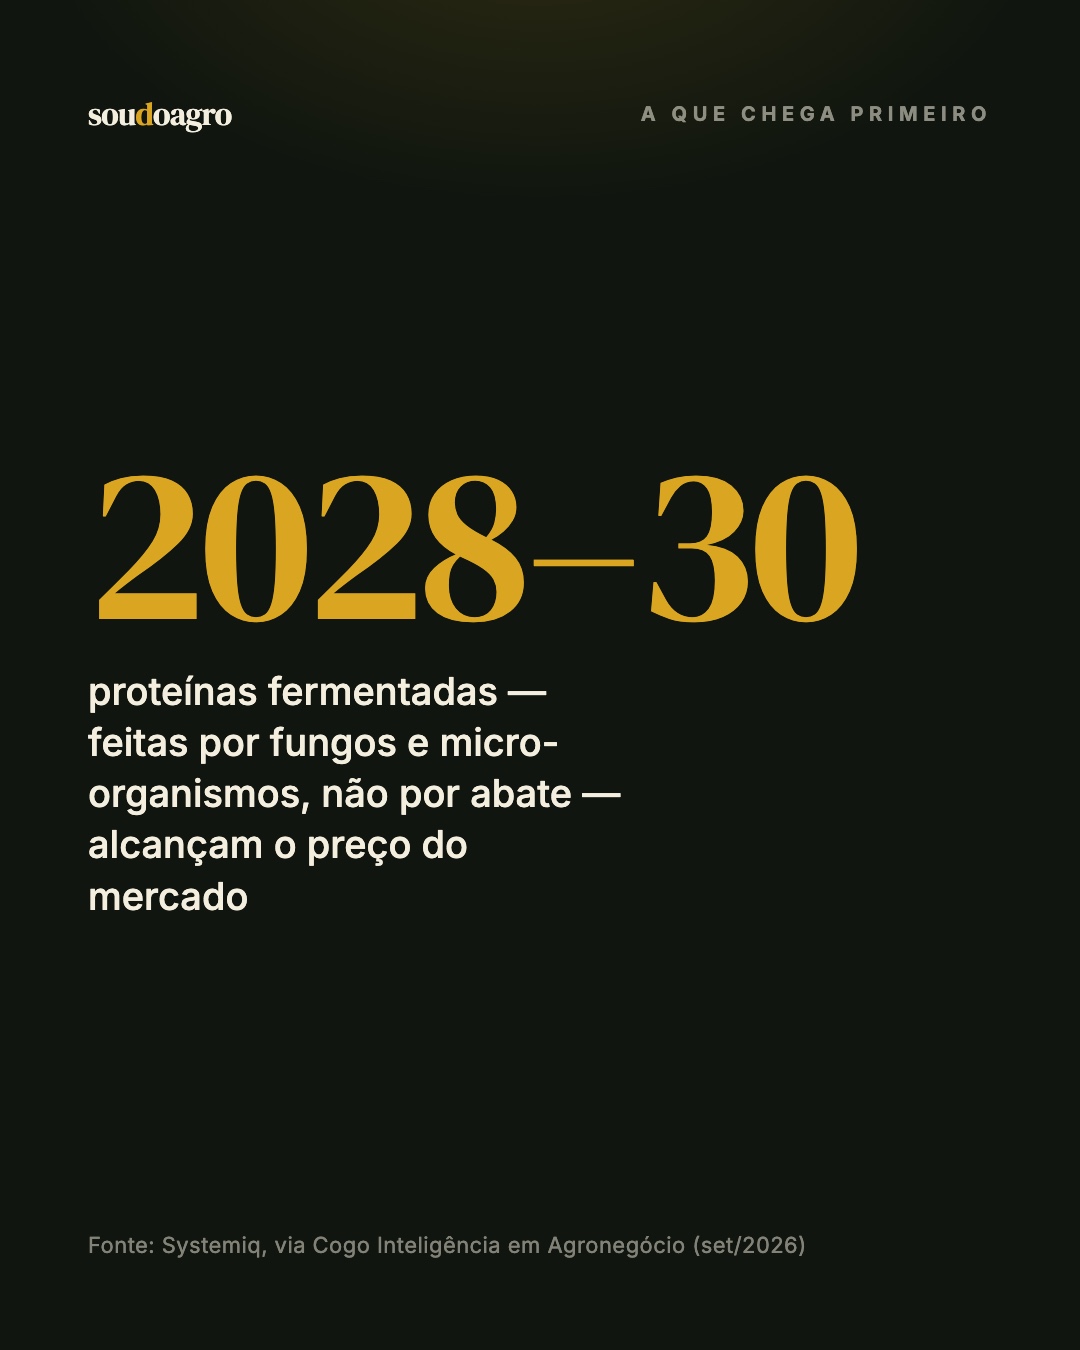 soudoagro
A QUE CHEGA PRIMEIRO
2028–30
proteínas fermentadas —
feitas por fungos e micro-
organismos, não por abate —
alcançam o preço do
mercado
Fonte: Systemiq, via Cogo Inteligência em Agronegócio (set/2026)